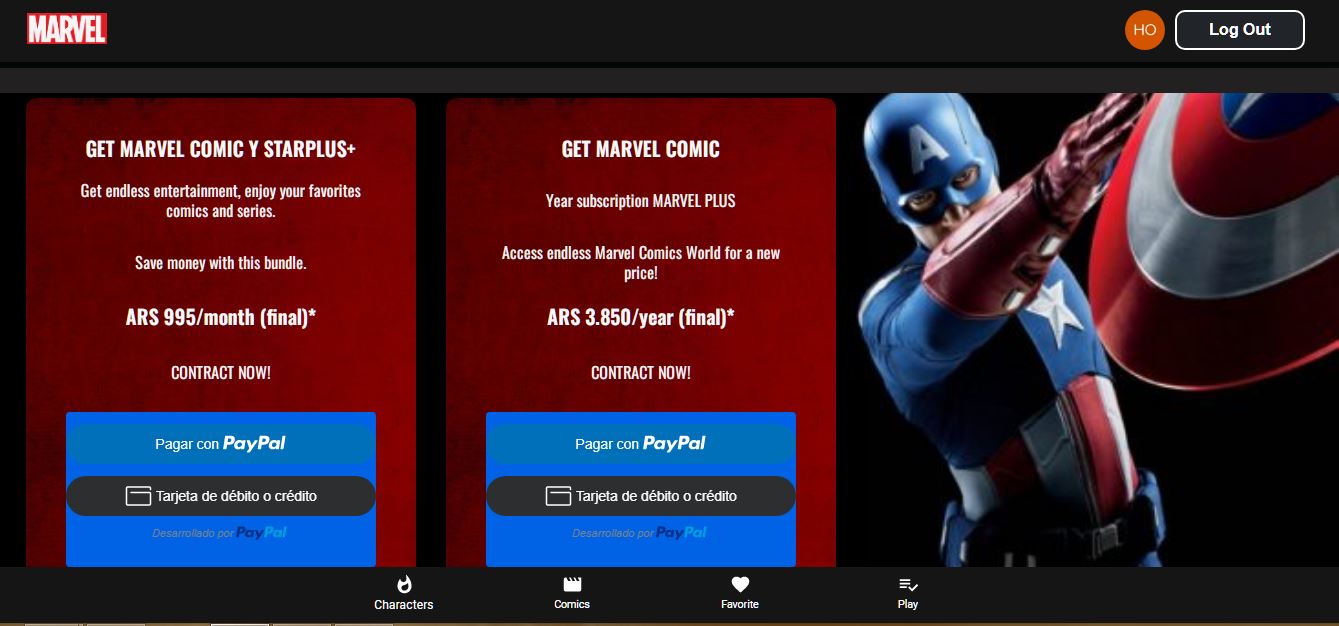 MARVEL
HO
Log Out
GET MARVEL COMIC Y STARPLUS+
Get endless entertainment, enjoy your favorites
comics and series.
Save money with this bundle.
ARS 995/month (final)*
CONTRACT NOW!
Pagar con PayPal
Tarjeta de débito o crédito
Desarrollado por PayPal
GET MARVEL COMIC
Year subscription MARVEL PLUS
Access endless Marvel Comics World for a new
price!
ARS 3.850/year (final)*
CONTRACT NOW!
Pagar con PayPal
Tarjeta de débito o crédito
Desarrollado por PayPal
A
Characters
Comics
Favorite
Play